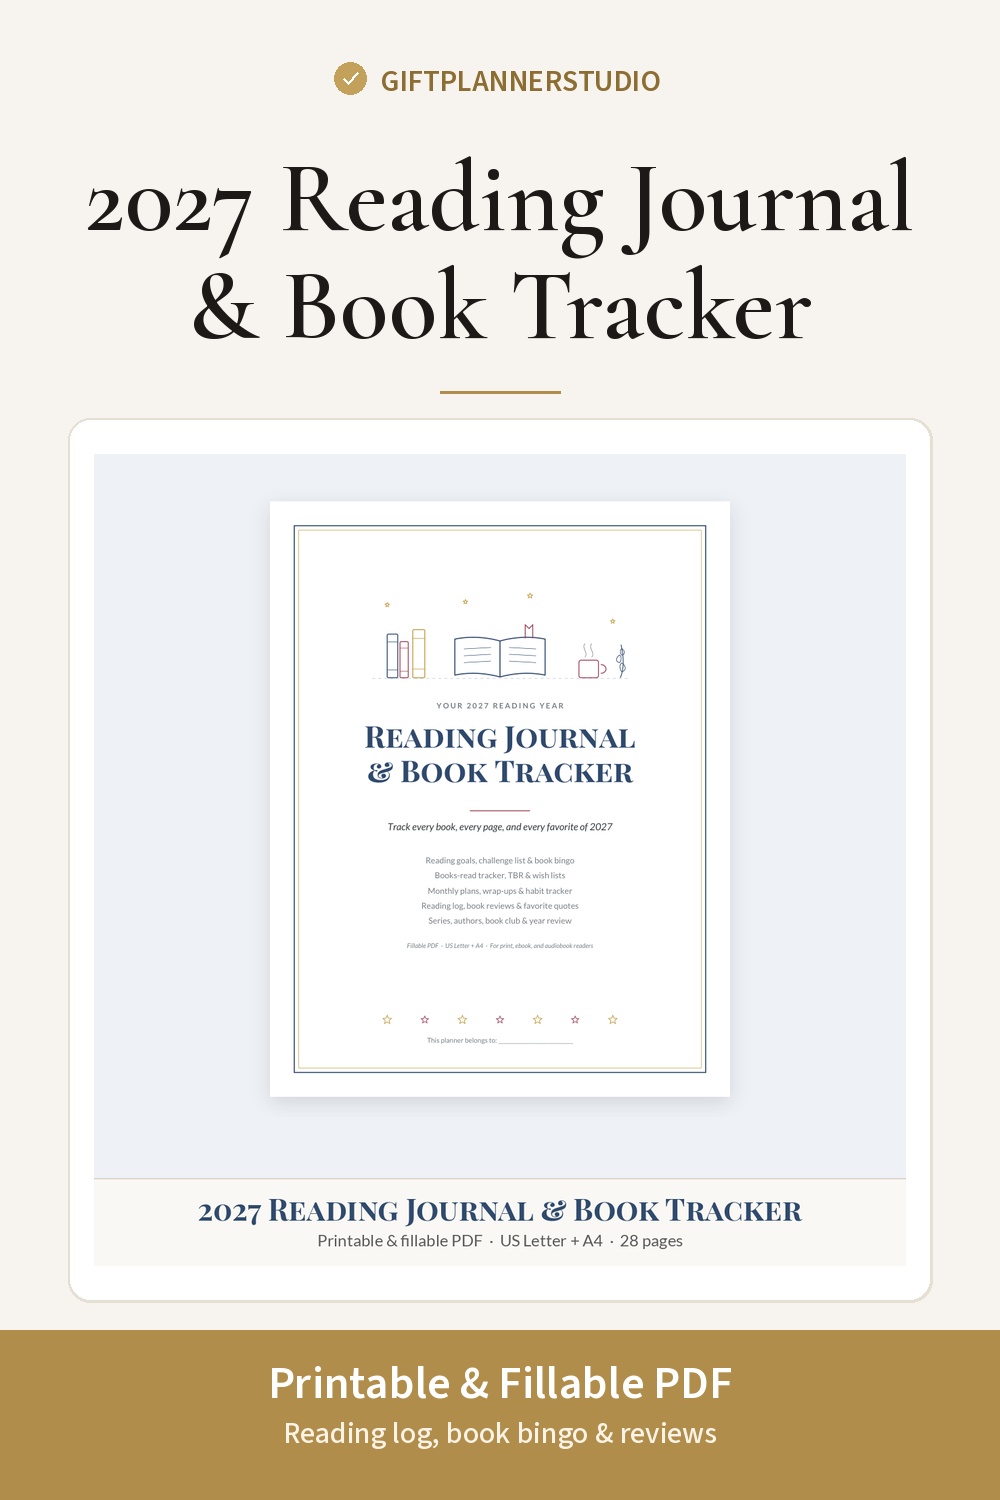 GIFTPLANNERSTUDIO
2027 Reading Journal
& Book Tracker
YOUR 2027 READING YEAR
READING JOURNAL
& BOOK TRACKER
Track every book, every page, and every favorite of 2027
Reading goals, challenge list & book bingo
Books-read tracker, TBR & wish lists
Monthly plans, wrap-ups & habit tracker
Reading log, book reviews & favorite quotes
Series, authors, book club & year review
Fillable PDF · US Letter + A4 · For print, ebook, and audiobook readers
This planner belongs to: ____________________
2027 READING JOURNAL & BOOK TRACKER
Printable & fillable PDF · US Letter + A4 · 28 pages
Printable & Fillable PDF
Reading log, book bingo & reviews